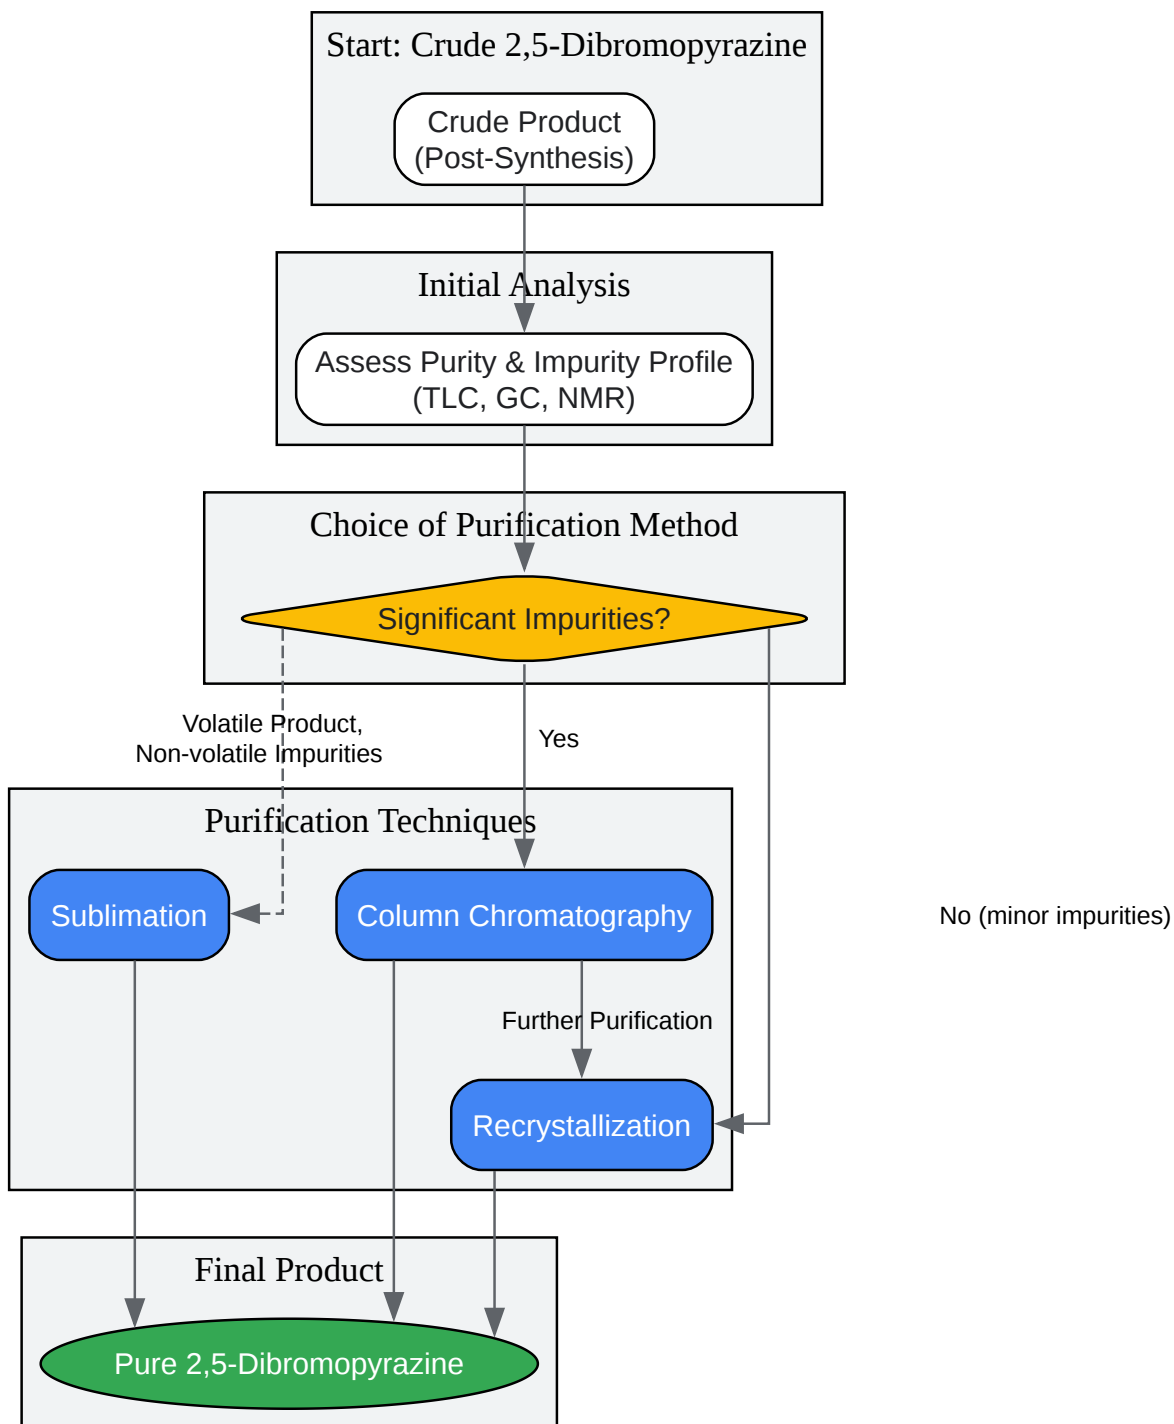 Start: Crude 2,5-Dibromopyrazine
Crude Product
(Post-Synthesis)
Initial Analysis
Assess Purity & Impurity Profile
(TLC, GC, NMR)
Choice of Purification Method
Significant Impurities?
Volatile Product,
Non-volatile Impurities
Yes
Purification Techniques
Sublimation
Column Chromatography
No (minor impurities)
Further Purification
Recrystallization
Final Product
Pure 2,5-Dibromopyrazine